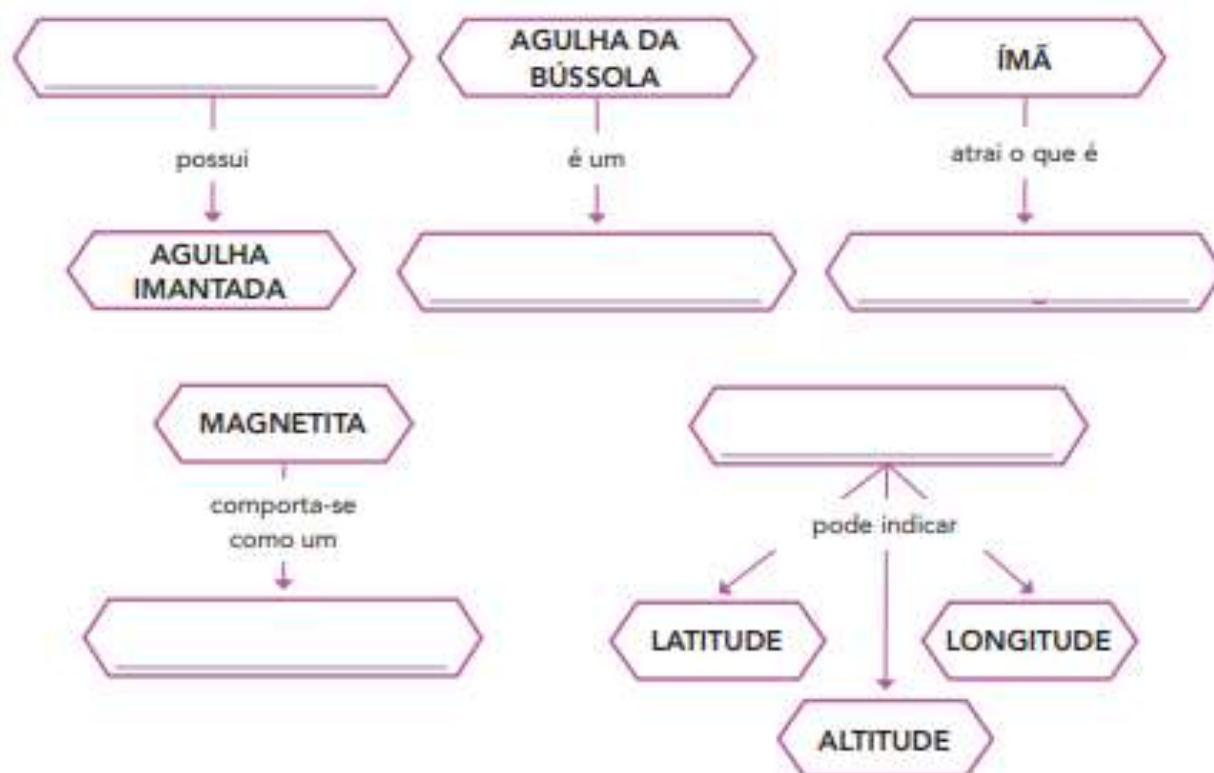 AGULHA DA
BÚSSOLA
ÍMÃ
possui
é um
atrai o que é
AGULHA
IMANTADA
MAGNETITA
comporta-se
como um
pode indicar
LATITUDE
LONGITUDE
ALTITUDE